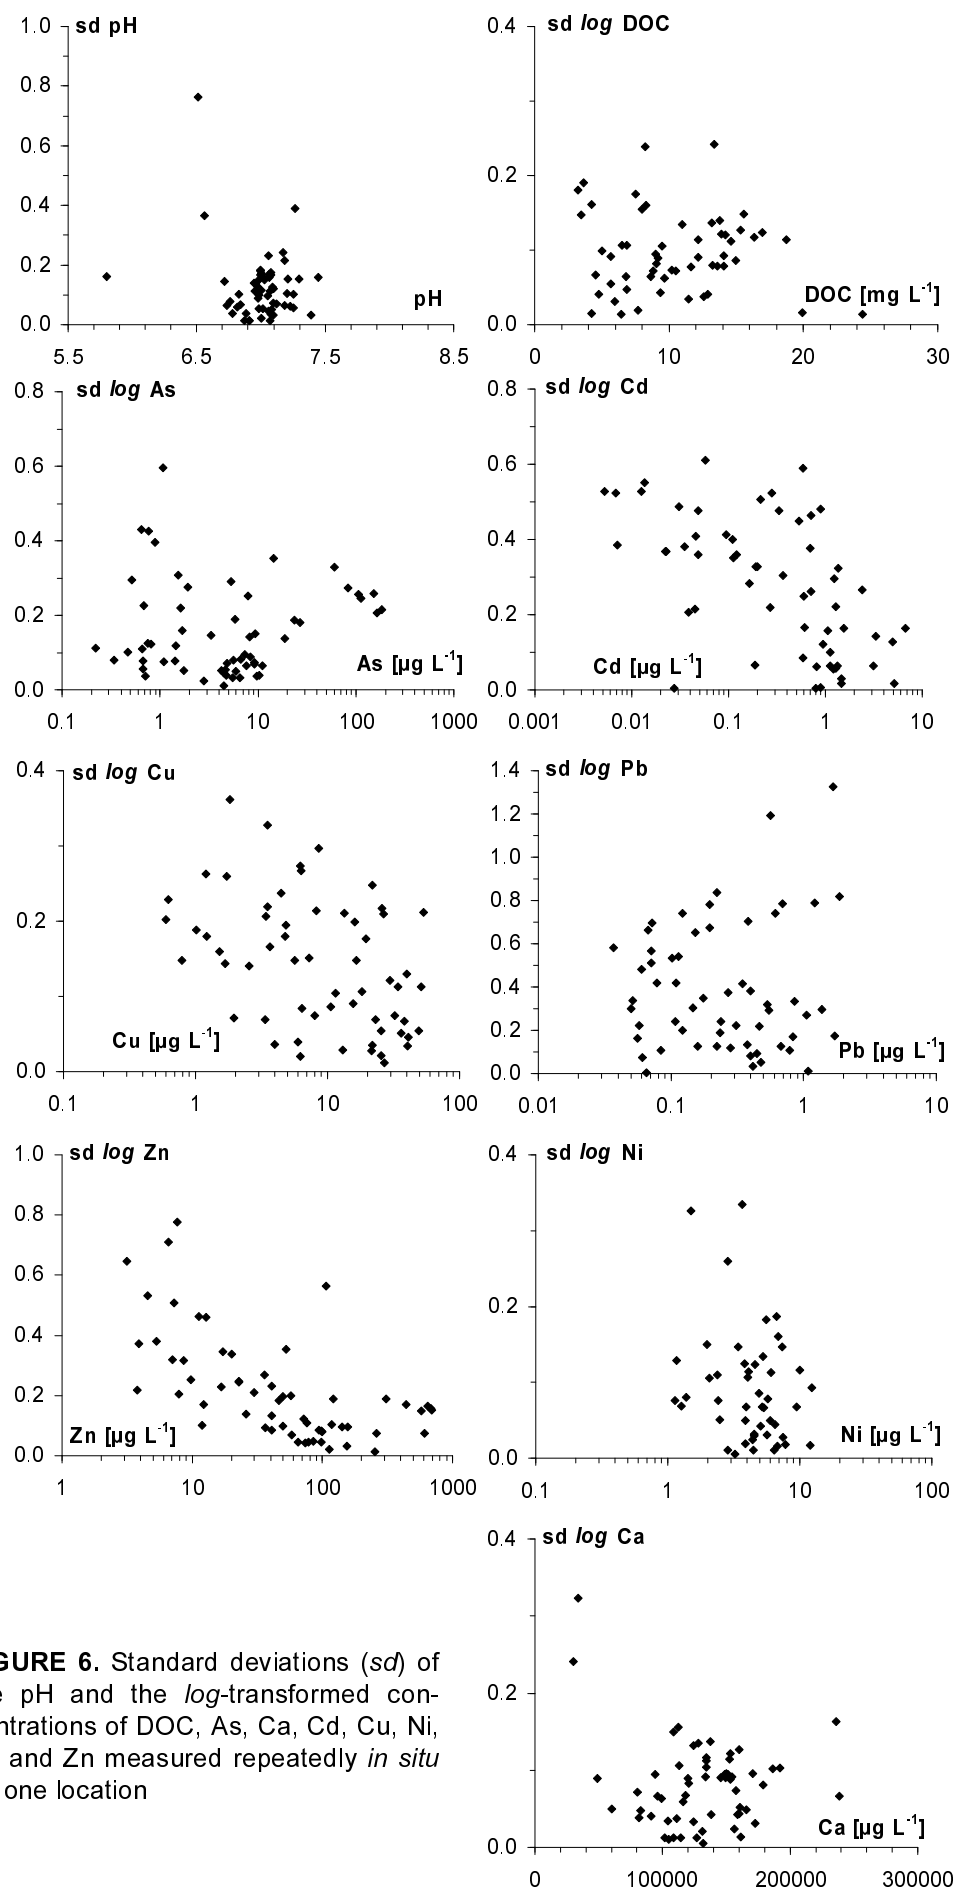 1.0 sd pH
0.8
0.6
0.4
0.2
pH
0.0
5.5 6.5 7.5 8.5
0.4 sd log DOC
0.2
DOC [mg L-1]
0.0
0 10 20 30
0.8 sd log As
0.6
0.4
0.2
As [µg L-1]
0.0
0.1 1 10 100 1000
0.8 sd log Cd
0.6
0.4
0.2
Cd [µg L-1]
0.0
0.001 0.01 0.1 1 10
0.4 sd log Cu
0.2
Cu [µg L-1]
0.0
0.1 1 10 100
1.4 sd log Pb
1.2
1.0
0.8
0.6
0.4
0.2
Pb [µg L-1]
0.0
0.01 0.1 1 10
1.0 sd log Zn
0.8
0.6
0.4
0.2
Zn [µg L-1]
0.0
1 10 100 1000
0.4 sd log Ni
0.2
Ni [µg L-1]
0.0
0.1 1 10 100
0.4 sd log Ca
0.2
Ca [µg L-1]
0.0
0 100000 200000 300000
GURE 6. Standard deviations (sd) of
e pH and the log-transformed con-
ntrations of DOC, As, Ca, Cd, Cu, Ni,
and Zn measured repeatedly in situ
one location